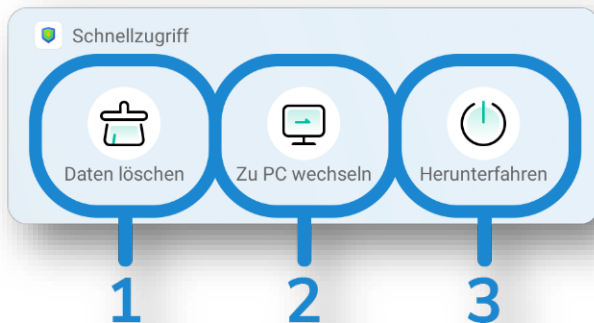 Schnellzugriff
Daten löschen
Zu PC wechseln
Herunterfahren
1
2
3